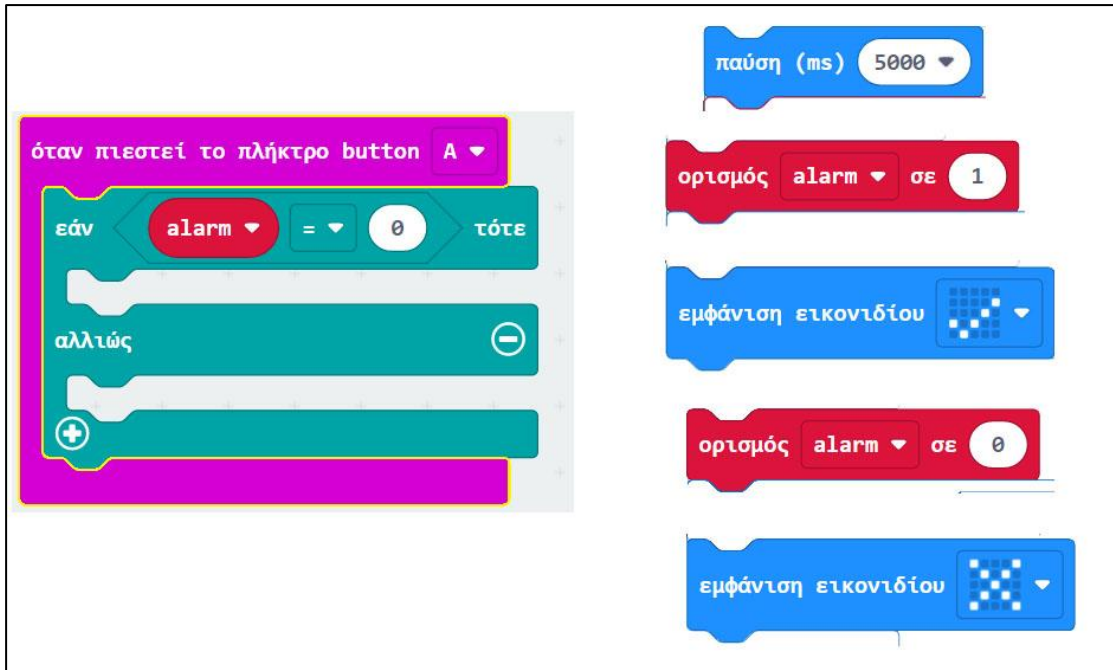 όταν πιεστεί το πλήκτρο button A
εάν alarm = 0 τότε
αλλιώς
παύση (ms) 5000
ορισμός alarm σε 1
εμφάνιση εικονιδίου
ορισμός alarm σε 0
εμφάνιση εικονιδίου